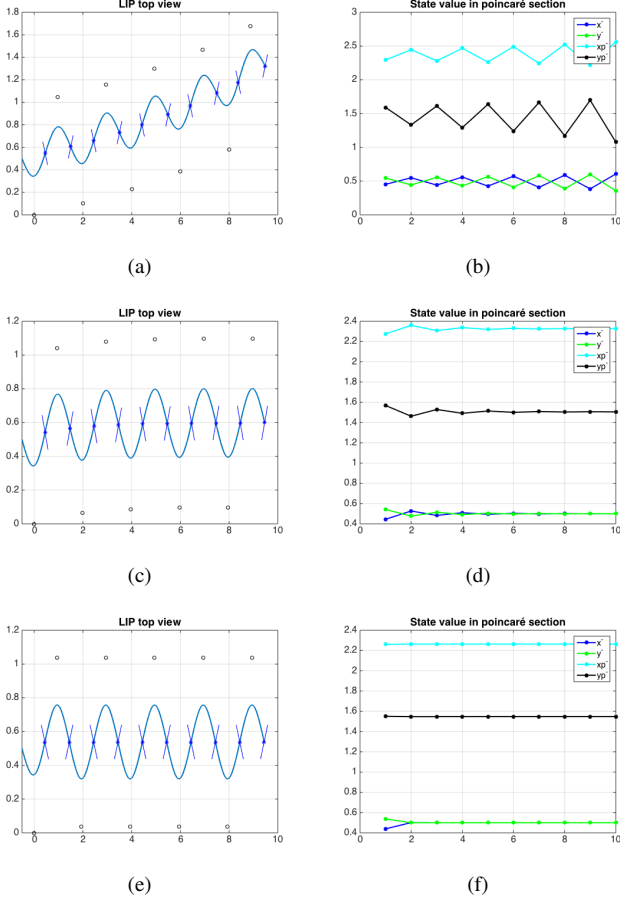 LIP top view
1.8
1.6
1.4
1.2
1
0.8
0.6
0.4
0.2
0
0 2 4 6 8 10
(a)
State value in poincaré section
3
2.5
2
1.5
1
0.5
0
0 2 4 6 8 10
x⁻
y⁻
xp⁻
yp⁻
(b)
LIP top view
1.2
1
0.8
0.6
0.4
0.2
0
0 2 4 6 8 10
(c)
State value in poincaré section
2.4
2.2
2
1.8
1.6
1.4
1.2
1
0.8
0.6
0.4
0 2 4 6 8 10
x⁻
y⁻
xp⁻
yp⁻
(d)
LIP top view
1.2
1
0.8
0.6
0.4
0.2
0
0 2 4 6 8 10
(e)
State value in poincaré section
2.4
2.2
2
1.8
1.6
1.4
1.2
1
0.8
0.6
0.4
0 2 4 6 8 10
x⁻
y⁻
xp⁻
yp⁻
(f)